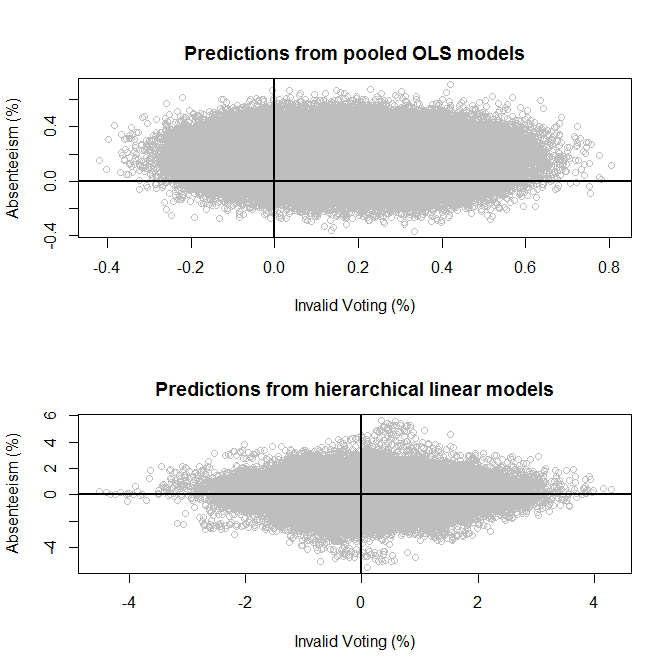 Predictions from pooled OLS models
Absenteeism (%)
0.4
0.0
-0.4
-0.4 -0.2 0.0 0.2 0.4 0.6 0.8
Invalid Voting (%)
Predictions from hierarchical linear models
Absenteeism (%)
6
4
2
0
-4
-4 -2 0 2 4
Invalid Voting (%)